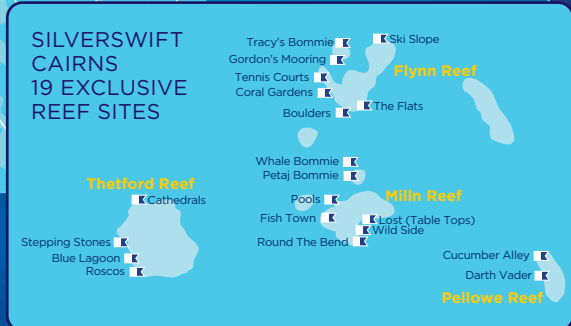 SILVERSWIFT
CAIRNS
19 EXCLUSIVE
REEF SITES
Tracy's Bommie
Ski Slope
Gordon's Mooring
Flynn Reef
Tennis Courts
Coral Gardens
The Flats
Boulders
Whale Bommie
Petaj Bommie
Thetford Reef
Cathedrals
Pools
Milln Reef
Fish Town
Lost (Table Tops)
Wild Side
Stepping Stones
Round The Bend
Blue Lagoon
Cucumber Alley
Roscos
Darth Vader
Pellowe Reef